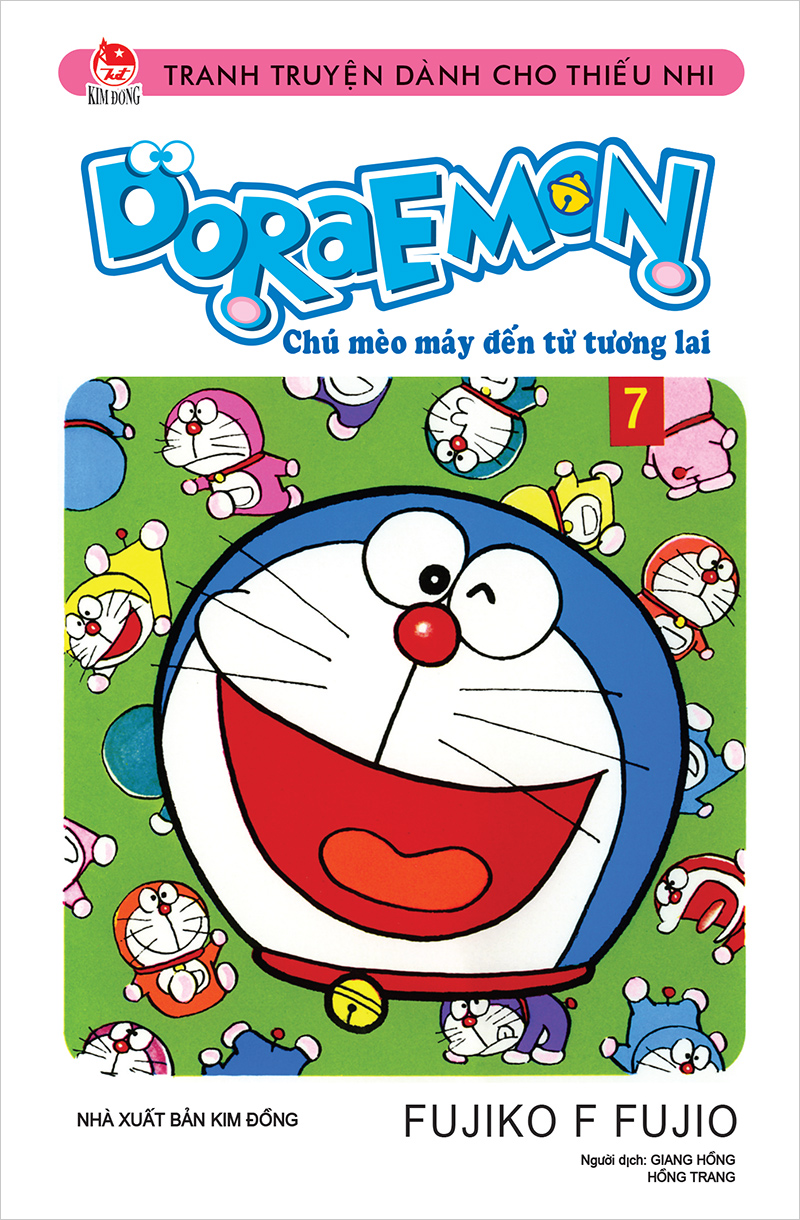 KIM ĐỒNG
TRANH TRUYỆN DÀNH CHO THIẾU NHI
DORAEMON
Chú mèo máy đến từ tương lai
7
NHÀ XUẤT BẢN KIM ĐỒNG
FUJIKO F FUJIO
Người dịch: GIANG HỒNG
HỒNG TRANG